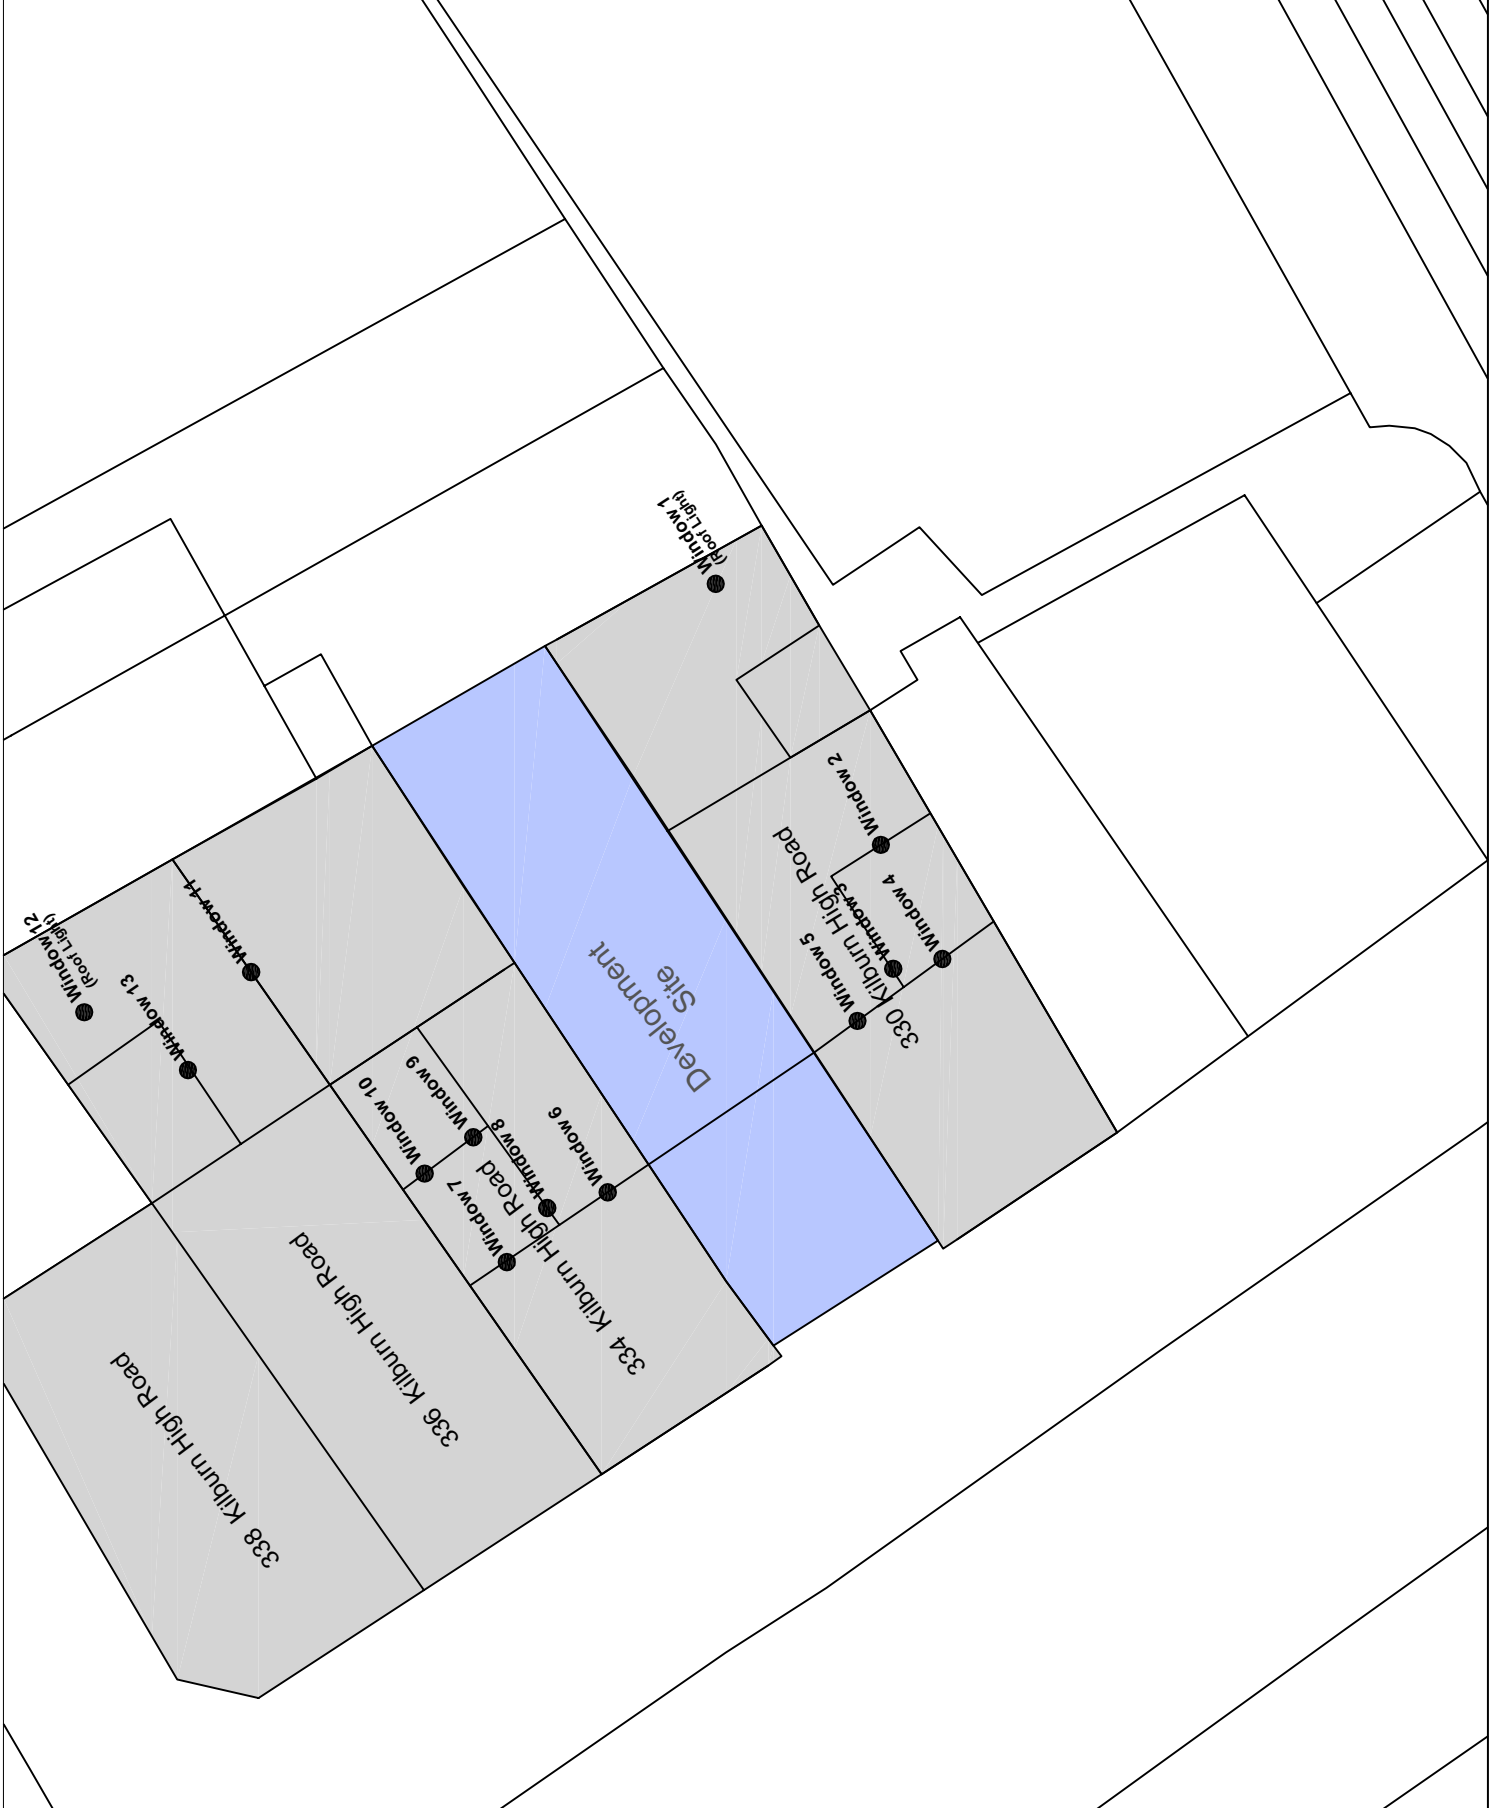 Window 1
(Roof Light)
Window 2
Window 3
Window 4
Window 5
330 Kilburn High Road
Development
Site
Window 6
Window 7
Window 8
Window 9
Window 10
334 Kilburn High Road
Window 11
Window 12
(Roof Light)
Window 13
336 Kilburn High Road
338 Kilburn High Road